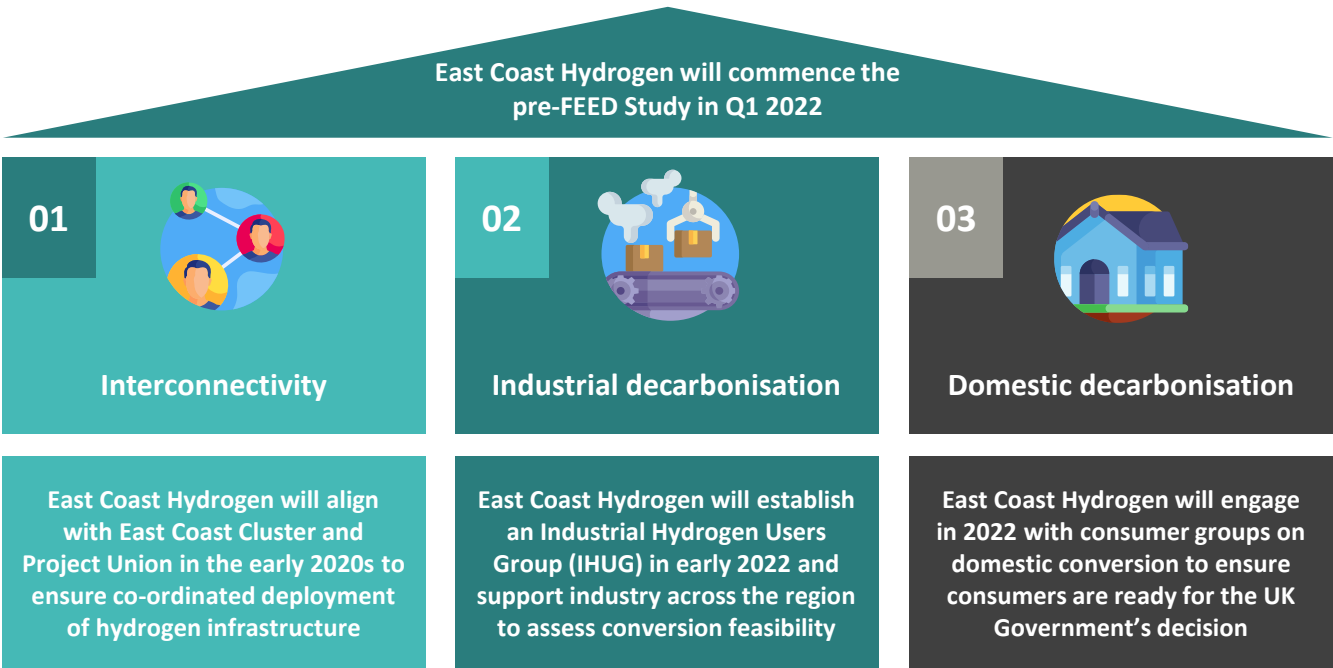 East Coast Hydrogen will commence the
pre-FEED Study in Q1 2022
01
Interconnectivity
East Coast Hydrogen will align
with East Coast Cluster and
Project Union in the early 2020s to
ensure co-ordinated deployment
of hydrogen infrastructure
02
Industrial decarbonisation
East Coast Hydrogen will establish
an Industrial Hydrogen Users
Group (IHUG) in early 2022 and
support industry across the region
to assess conversion feasibility
03
Domestic decarbonisation
East Coast Hydrogen will engage
in 2022 with consumer groups on
domestic conversion to ensure
consumers are ready for the UK
Government’s decision